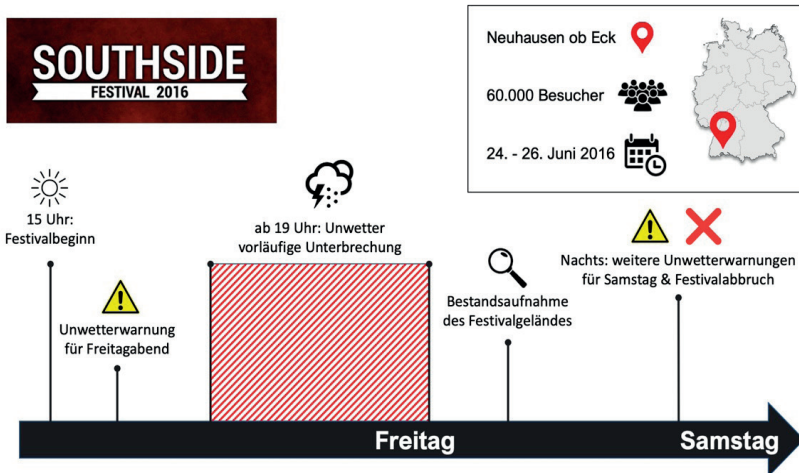 SOUTHSIDE
FESTIVAL 2016
Neuhausen ob Eck
60.000 Besucher
24. - 26. Juni 2016
15 Uhr:
Festivalbeginn
Unwetterwarnung
für Freitagabend
ab 19 Uhr: Unwetter
vorläufige Unterbrechung
Bestandsaufnahme
des Festivalgeländes
Nachts: weitere Unwetterwarnungen
für Samstag & Festivalabbruch
Freitag
Samstag